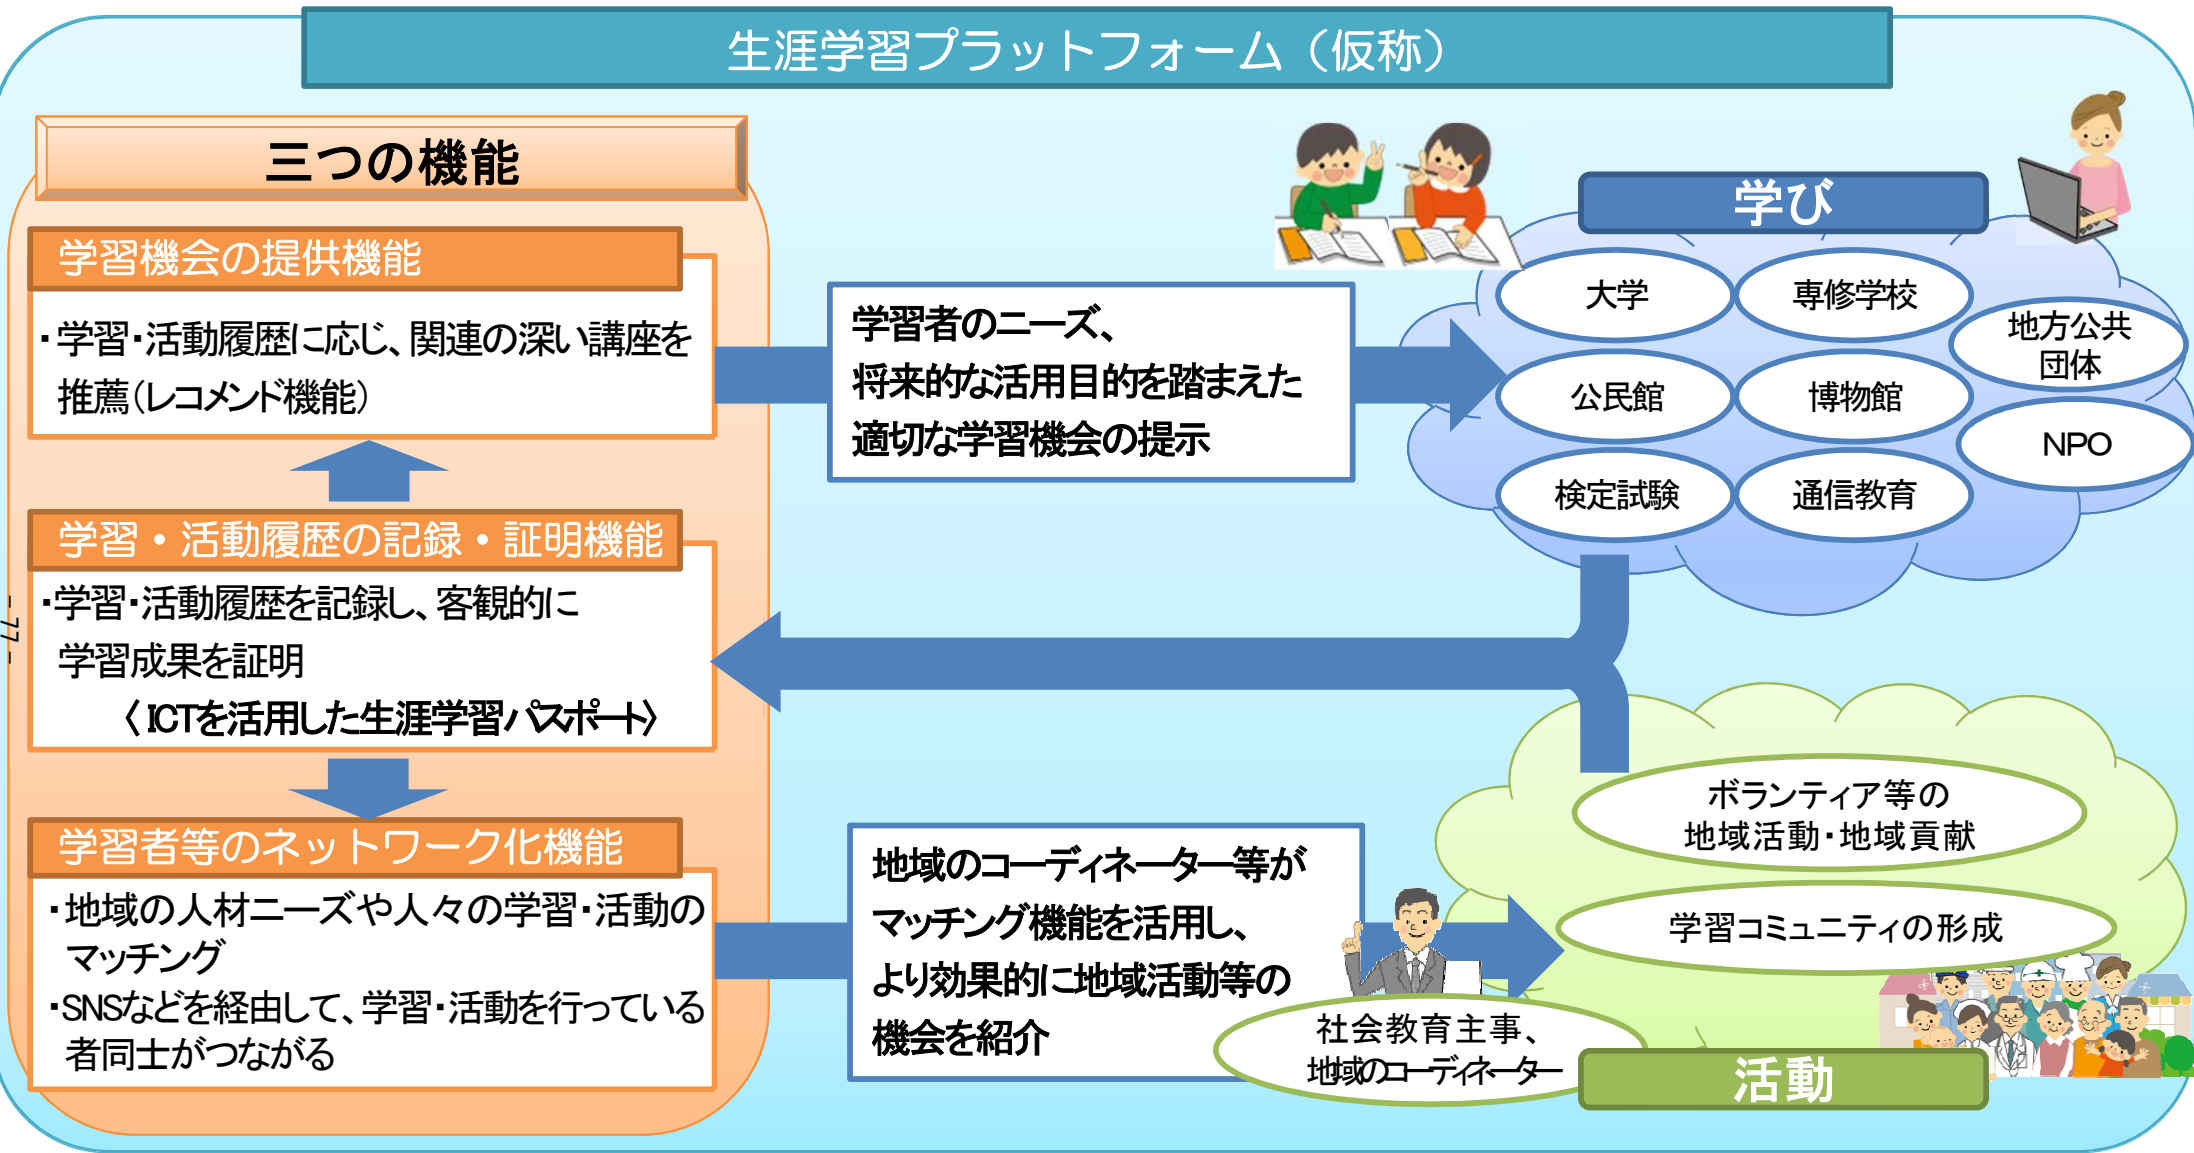 生涯学習プラットフォーム（仮称）
三つの機能
学習機会の提供機能
・学習・活動履歴に応じ、関連の深い講座を
推薦（レコメンド機能）
学習・活動履歴の記録・証明機能
・学習・活動履歴を記録し、客観的に
学習成果を証明
〈ICTを活用した生涯学習パスポート〉
学習者等のネットワーク化機能
・地域の人材ニーズや人々の学習・活動の
マッチング
・SNSなどを経由して、学習・活動を行っている
者同士がつながる
学習者のニーズ、
将来的な活用目的を踏まえた
適切な学習機会の提示
学び
大学
専修学校
地方公共
団体
公民館
博物館
NPO
検定試験
通信教育
地域のコーディネーター等が
マッチング機能を活用し、
より効果的に地域活動等の
機会を紹介
社会教育主事、
地域のコーディネーター
ボランティア等の
地域活動・地域貢献
学習コミュニティの形成
活動
- 77 -